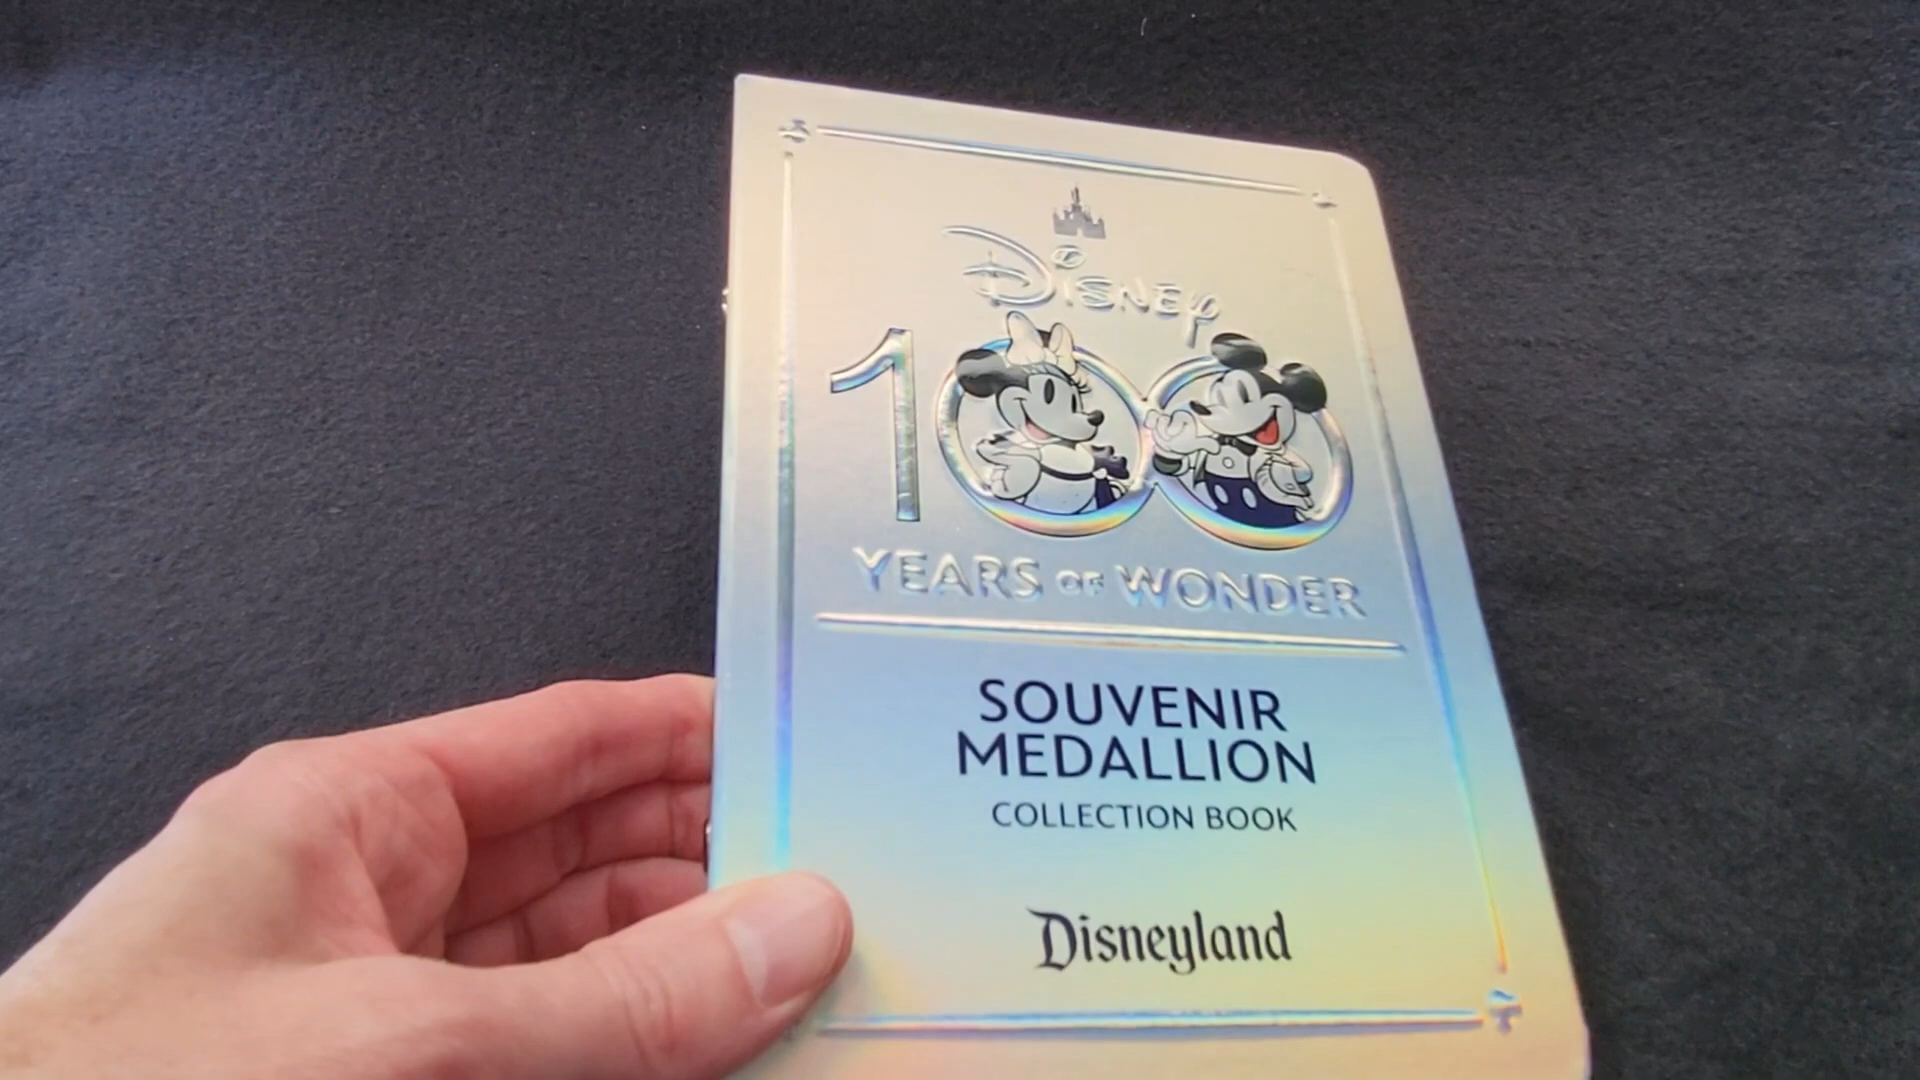 Disney
100
YEARS OF WONDER
SOUVENIR
MEDALLION
COLLECTION BOOK
Disneyland